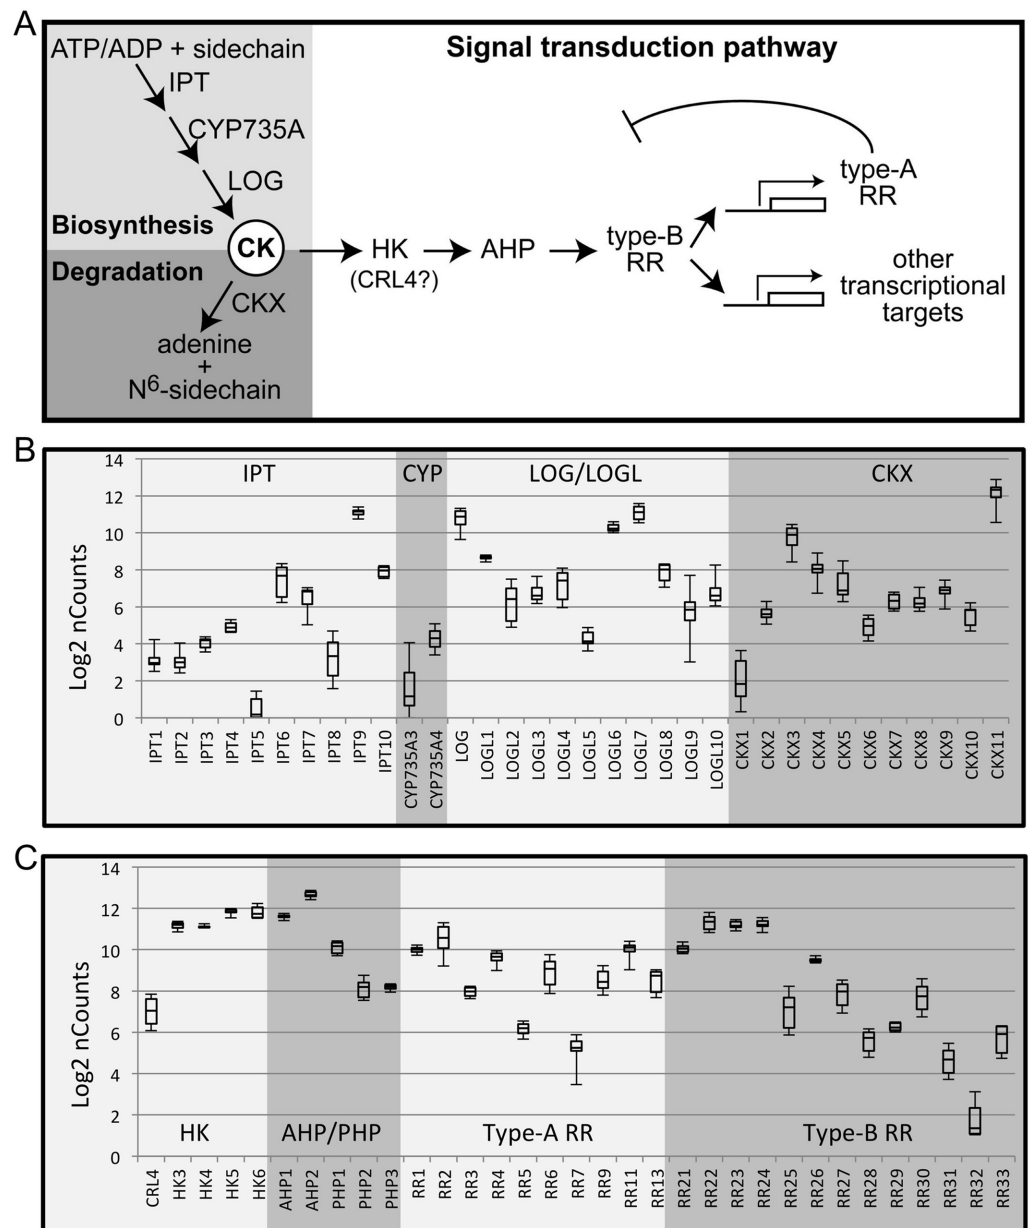 A
ATP/ADP + sidechain
IPT
CYP735A
LOG
Biosynthesis
CK
Degradation
CKX
adenine
+
N6-sidechain
Signal transduction pathway
HK
(CRL4?)
AHP
type-B
RR
type-A
RR
other
transcriptional
targets
B
IPT
CYP
LOG/LOGL
CKX
Log2 nCounts
14
12
10
8
6
4
2
0
IPT1
IPT2
IPT3
IPT4
IPT5
IPT6
IPT7
IPT8
IPT9
IPT10
CYP735A3
CYP735A4
LOG
LOGL1
LOGL2
LOGL3
LOGL4
LOGL5
LOGL6
LOGL7
LOGL8
LOGL9
LOGL10
CKX1
CKX2
CKX3
CKX4
CKX5
CKX6
CKX7
CKX8
CKX9
CKX10
CKX11
C
Log2 nCounts
14
12
10
8
6
4
2
0
HK
AHP/PHP
Type-A RR
Type-B RR
CRL4
HK3
HK4
HK5
HK6
AHP1
AHP2
PHP1
PHP2
PHP3
RR1
RR2
RR3
RR4
RR5
RR6
RR7
RR9
RR11
RR13
RR21
RR22
RR23
RR24
RR25
RR26
RR27
RR28
RR29
RR30
RR31
RR32
RR33